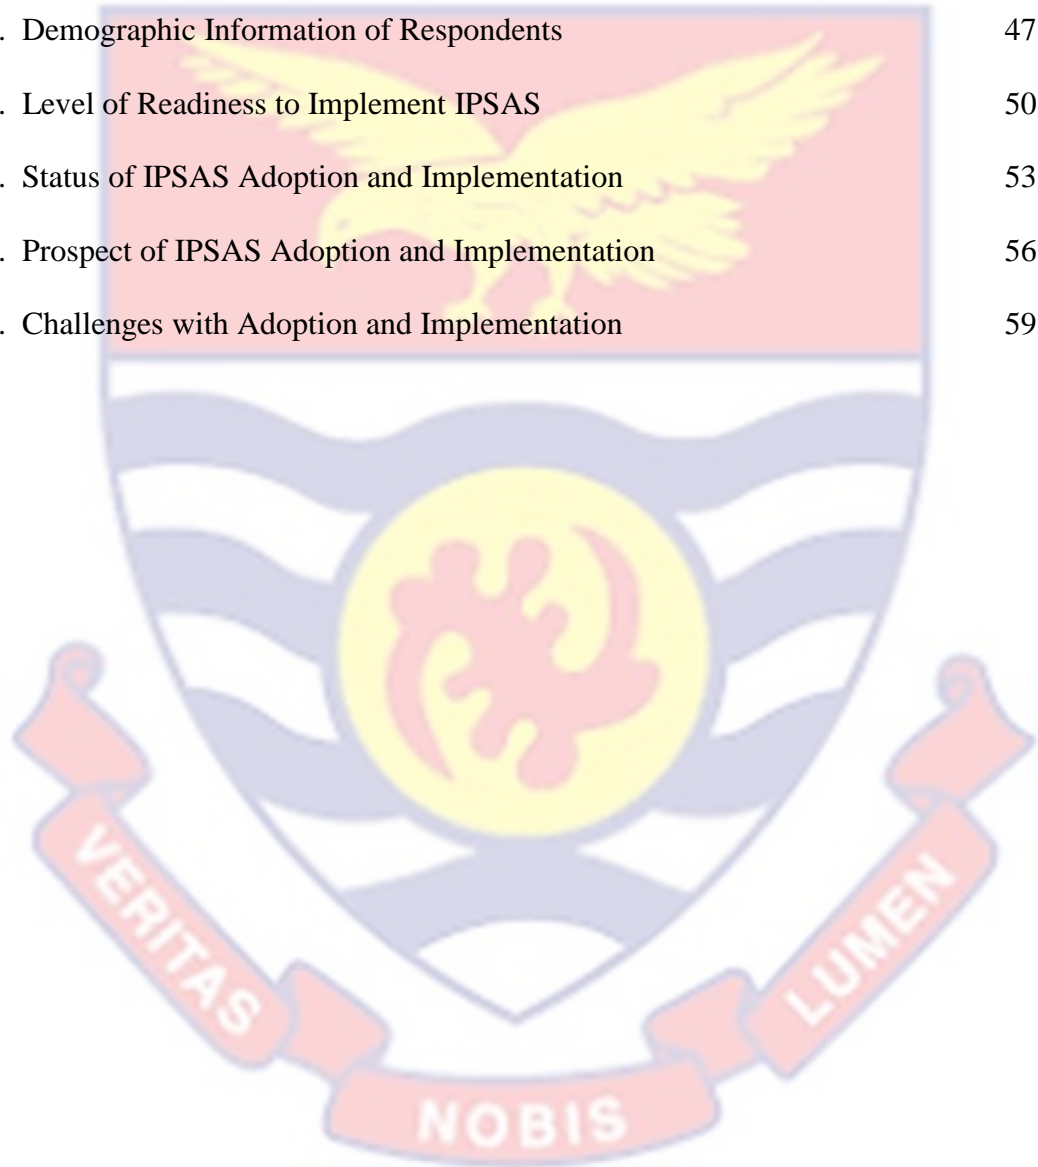 . Demographic Information of Respondents 47
. Level of Readiness to Implement IPSAS 50
. Status of IPSAS Adoption and Implementation 53
. Prospect of IPSAS Adoption and Implementation 56
. Challenges with Adoption and Implementation 59
VERITAS
NOBIS
LUMEN